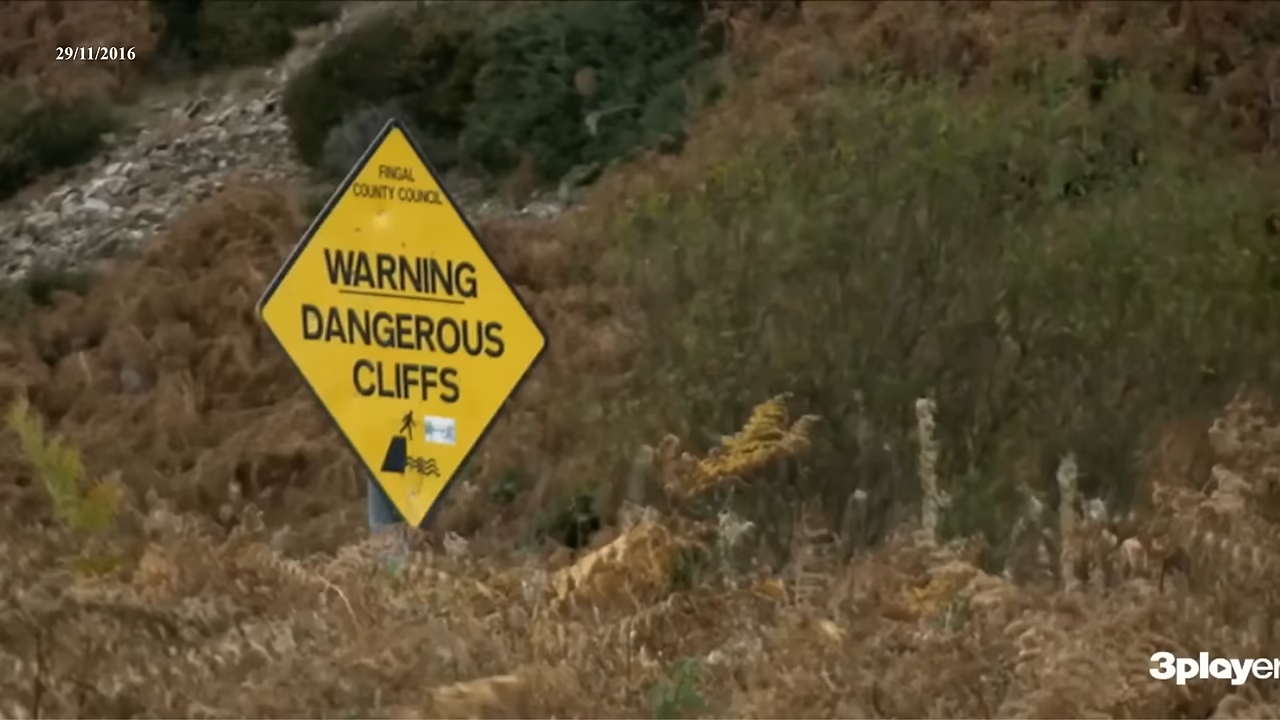 29/11/2016
FINGAL
COUNTY COUNCIL
WARNING
DANGEROUS
CLIFFS
3player